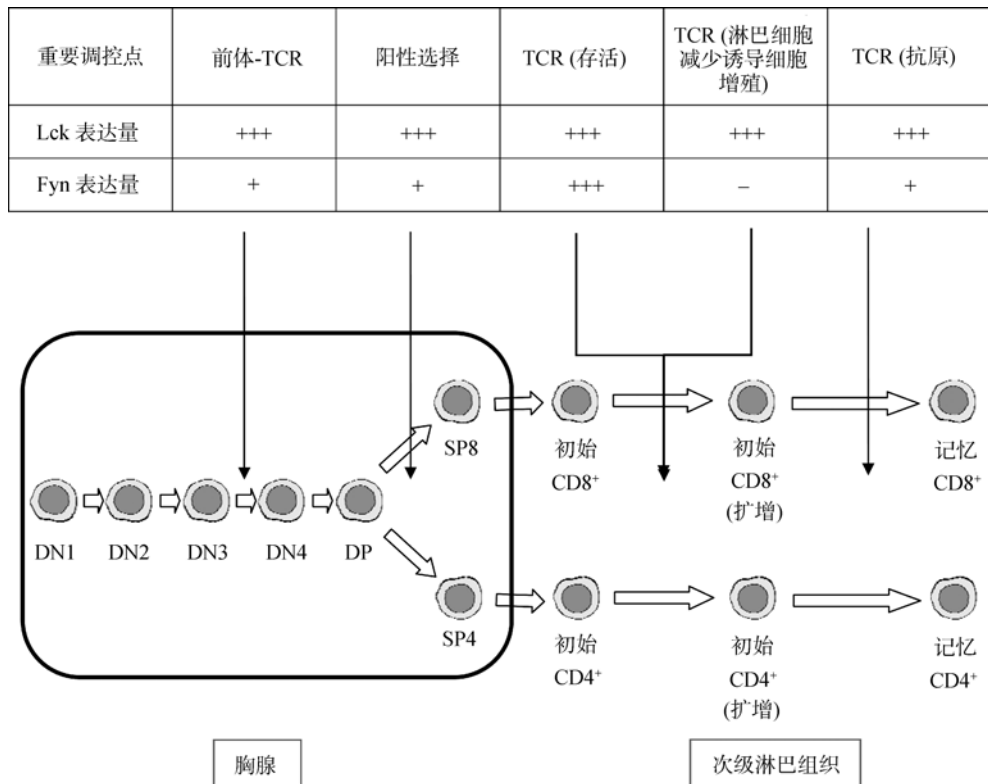 重要调控点
前体-TCR
阳性选择
TCR (存活)
TCR (淋巴细胞
减少诱导细胞
增殖)
TCR (抗原)
Lck 表达量
+++
+++
+++
+++
+++
Fyn 表达量
+
+
+++
−
+
SP8
初始
CD8⁺
初始
CD8⁺
(扩增)
记忆
CD8⁺
DN1
DN2
DN3
DN4
DP
SP4
初始
CD4⁺
初始
CD4⁺
(扩增)
记忆
CD4⁺
胸腺
次级淋巴组织